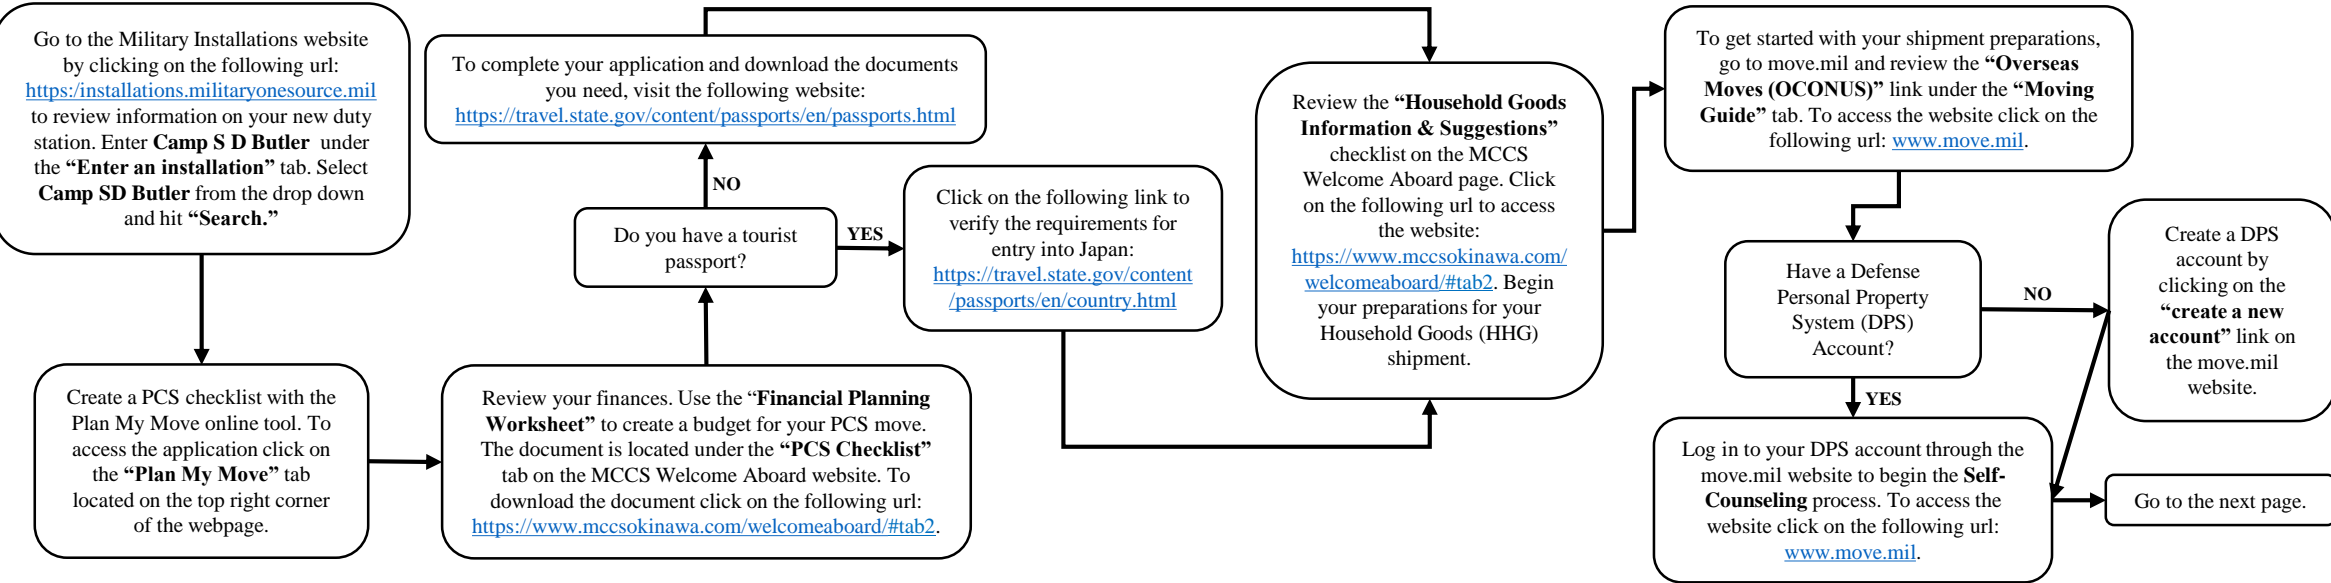 Go to the Military Installations website
by clicking on the following url:
https:/installations.militaryonesource.mil
to review information on your new duty
station. Enter Camp S D Butler under
the “Enter an installation” tab. Select
Camp SD Butler from the drop down
and hit “Search.”
Create a PCS checklist with the
Plan My Move online tool. To
access the application click on
the “Plan My Move” tab
located on the top right corner
of the webpage.
Review your finances. Use the “Financial Planning
Worksheet” to create a budget for your PCS move.
The document is located under the “PCS Checklist”
tab on the MCCS Welcome Aboard website. To
download the document click on the following url:
https://www.mccsokinawa.com/welcomeaboard/#tab2.
Do you have a tourist
passport?
NO
To complete your application and download the documents
you need, visit the following website:
https://travel.state.gov/content/passports/en/passports.html
YES
Click on the following link to
verify the requirements for
entry into Japan:
https://travel.state.gov/content
/passports/en/country.html
Review the “Household Goods
Information & Suggestions”
checklist on the MCCS
Welcome Aboard page. Click
on the following url to access
the website:
https://www.mccsokinawa.com/
welcomeaboard/#tab2. Begin
your preparations for your
Household Goods (HHG)
shipment.
To get started with your shipment preparations,
go to move.mil and review the “Overseas
Moves (OCONUS)” link under the “Moving
Guide” tab. To access the website click on the
following url: www.move.mil.
Have a Defense
Personal Property
System (DPS)
Account?
NO
Create a DPS
account by
clicking on the
“create a new
account” link on
the move.mil
website.
YES
Log in to your DPS account through the
move.mil website to begin the Self-
Counseling process. To access the
website click on the following url:
www.move.mil.
Go to the next page.